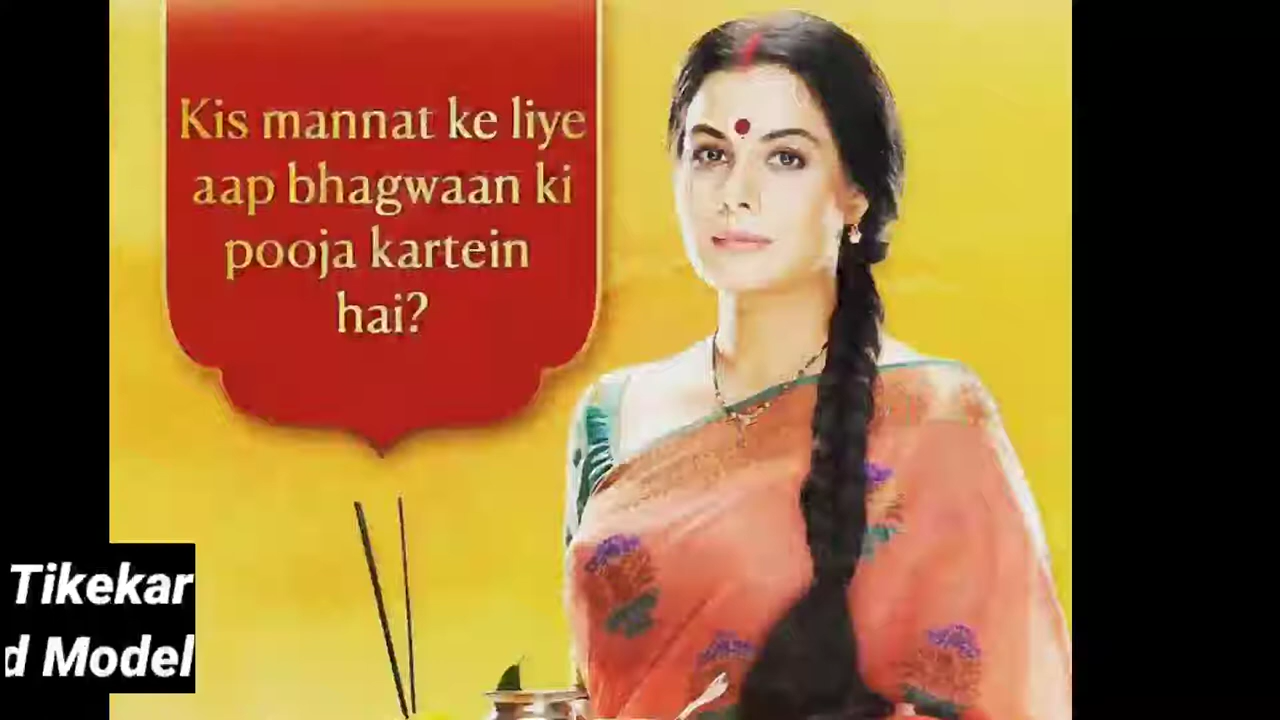 Kis mannat ke liye
aap bhagwaan ki
pooja kartein
hai?
Tikekar
d Model